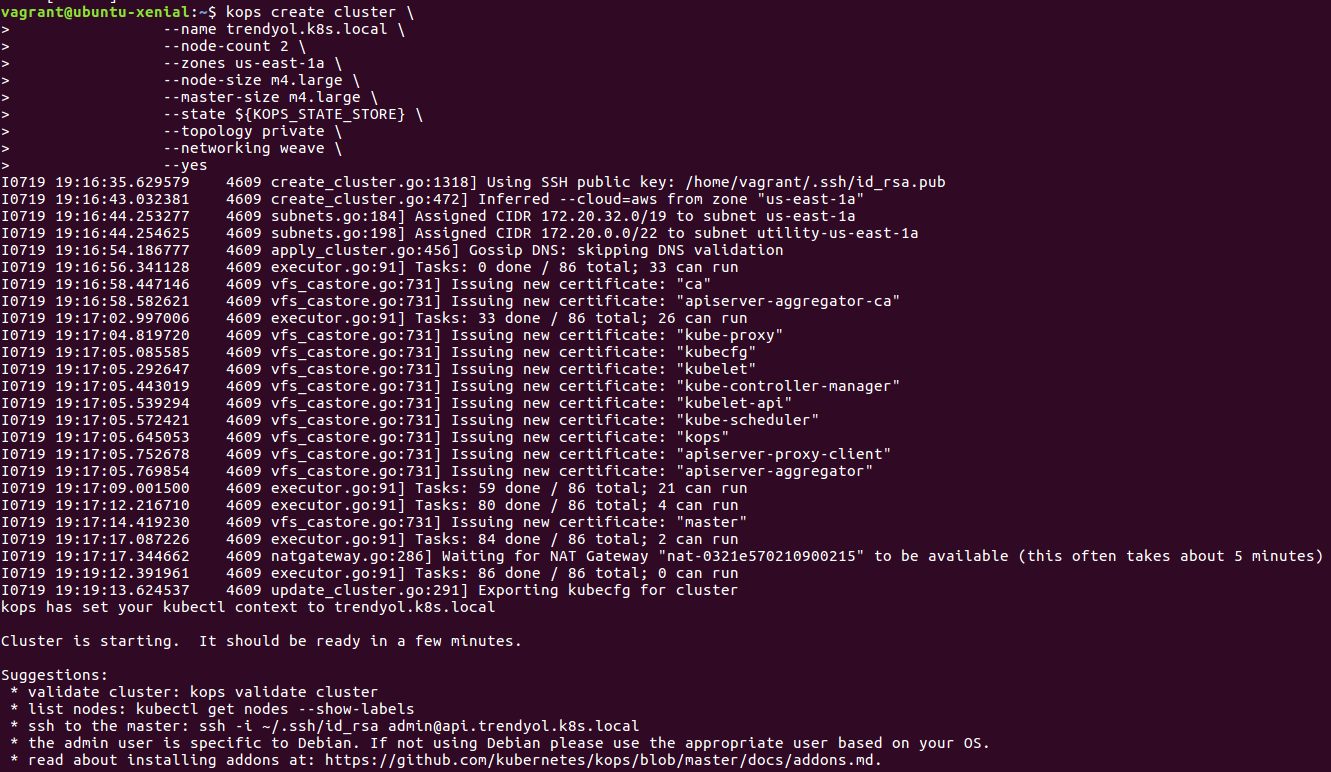 vagrant@ubuntu-xenial:~$ kops create cluster \
> --name trendyol.k8s.local \
> --node-count 2 \
> --zones us-east-1a \
> --node-size m4.large \
> --master-size m4.large \
> --state ${KOPS_STATE_STORE} \
> --topology private \
> --networking weave \
> --yes
I0719 19:16:35.629579    4609 create_cluster.go:1318] Using SSH public key: /home/vagrant/.ssh/id_rsa.pub
I0719 19:16:43.032381    4609 create_cluster.go:472] Inferred --cloud=aws from zone "us-east-1a"
I0719 19:16:44.253277    4609 subnets.go:184] Assigned CIDR 172.20.32.0/19 to subnet us-east-1a
I0719 19:16:44.254625    4609 subnets.go:198] Assigned CIDR 172.20.0.0/22 to subnet utility-us-east-1a
I0719 19:16:54.186777    4609 apply_cluster.go:456] Gossip DNS: skipping DNS validation
I0719 19:16:56.341128    4609 executor.go:91] Tasks: 0 done / 86 total; 33 can run
I0719 19:16:58.447146    4609 vfs_castore.go:731] Issuing new certificate: "ca"
I0719 19:16:58.582621    4609 vfs_castore.go:731] Issuing new certificate: "apiserver-aggregator-ca"
I0719 19:17:02.997006    4609 executor.go:91] Tasks: 33 done / 86 total; 26 can run
I0719 19:17:04.819720    4609 vfs_castore.go:731] Issuing new certificate: "kube-proxy"
I0719 19:17:05.085585    4609 vfs_castore.go:731] Issuing new certificate: "kubecfg"
I0719 19:17:05.292647    4609 vfs_castore.go:731] Issuing new certificate: "kubelet"
I0719 19:17:05.443019    4609 vfs_castore.go:731] Issuing new certificate: "kube-controller-manager"
I0719 19:17:05.539294    4609 vfs_castore.go:731] Issuing new certificate: "kubelet-api"
I0719 19:17:05.572421    4609 vfs_castore.go:731] Issuing new certificate: "kube-scheduler"
I0719 19:17:05.645053    4609 vfs_castore.go:731] Issuing new certificate: "kops"
I0719 19:17:05.752678    4609 vfs_castore.go:731] Issuing new certificate: "apiserver-proxy-client"
I0719 19:17:05.769854    4609 vfs_castore.go:731] Issuing new certificate: "apiserver-aggregator"
I0719 19:17:09.001500    4609 executor.go:91] Tasks: 59 done / 86 total; 21 can run
I0719 19:17:12.216710    4609 executor.go:91] Tasks: 80 done / 86 total; 4 can run
I0719 19:17:14.419230    4609 vfs_castore.go:731] Issuing new certificate: "master"
I0719 19:17:17.087226    4609 executor.go:91] Tasks: 84 done / 86 total; 2 can run
I0719 19:17:17.344662    4609 natgateway.go:286] Waiting for NAT Gateway "nat-0321e570210900215" to be available (this often takes about 5 minutes)
I0719 19:19:12.391961    4609 executor.go:91] Tasks: 86 done / 86 total; 0 can run
I0719 19:19:13.624537    4609 update_cluster.go:291] Exporting kubecfg for cluster
kops has set your kubectl context to trendyol.k8s.local

Cluster is starting.  It should be ready in a few minutes.

Suggestions:
 * validate cluster: kops validate cluster
 * list nodes: kubectl get nodes --show-labels
 * ssh to the master: ssh -i ~/.ssh/id_rsa admin@api.trendyol.k8s.local
 * the admin user is specific to Debian. If not using Debian please use the appropriate user based on your OS.
 * read about installing addons at: https://github.com/kubernetes/kops/blob/master/docs/addons.md.